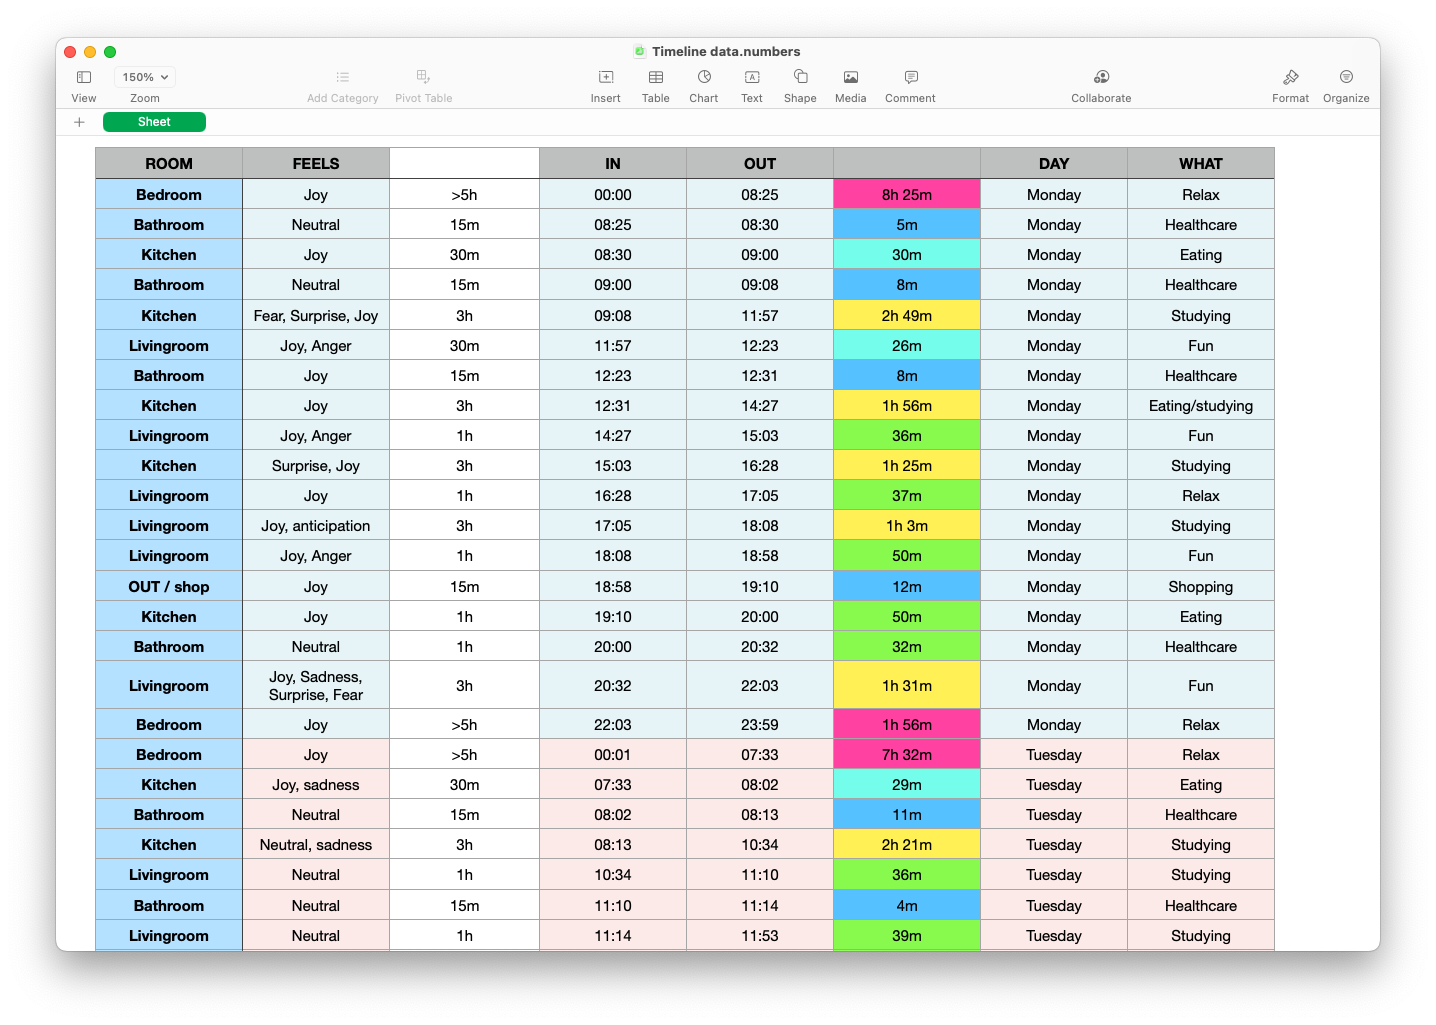 Timeline data.numbers
150%
View Zoom Add Category Pivot Table Insert Table Chart Text Shape Media Comment Collaborate Format Organize
Sheet
ROOM FEELS IN OUT DAY WHAT
Bedroom Joy >5h 00:00 08:25 8h 25m Monday Relax
Bathroom Neutral 15m 08:25 08:30 5m Monday Healthcare
Kitchen Joy 30m 08:30 09:00 30m Monday Eating
Bathroom Neutral 15m 09:00 09:08 8m Monday Healthcare
Kitchen Fear, Surprise, Joy 3h 09:08 11:57 2h 49m Monday Studying
Livingroom Joy, Anger 30m 11:57 12:23 26m Monday Fun
Bathroom Joy 15m 12:23 12:31 8m Monday Healthcare
Kitchen Joy 3h 12:31 14:27 1h 56m Monday Eating/studying
Livingroom Joy, Anger 1h 14:27 15:03 36m Monday Fun
Kitchen Surprise, Joy 3h 15:03 16:28 1h 25m Monday Studying
Livingroom Joy 1h 16:28 17:05 37m Monday Relax
Livingroom Joy, anticipation 3h 17:05 18:08 1h 3m Monday Studying
Livingroom Joy, Anger 1h 18:08 18:58 50m Monday Fun
OUT / shop Joy 15m 18:58 19:10 12m Monday Shopping
Kitchen Joy 1h 19:10 20:00 50m Monday Eating
Bathroom Neutral 1h 20:00 20:32 32m Monday Healthcare
Livingroom Joy, Sadness, Surprise, Fear 3h 20:32 22:03 1h 31m Monday Fun
Bedroom Joy >5h 22:03 23:59 1h 56m Monday Relax
Bedroom Joy >5h 00:01 07:33 7h 32m Tuesday Relax
Kitchen Joy, sadness 30m 07:33 08:02 29m Tuesday Eating
Bathroom Neutral 15m 08:02 08:13 11m Tuesday Healthcare
Kitchen Neutral, sadness 3h 08:13 10:34 2h 21m Tuesday Studying
Livingroom Neutral 1h 10:34 11:10 36m Tuesday Studying
Bathroom Neutral 15m 11:10 11:14 4m Tuesday Healthcare
Livingroom Neutral 1h 11:14 11:53 39m Tuesday Studying